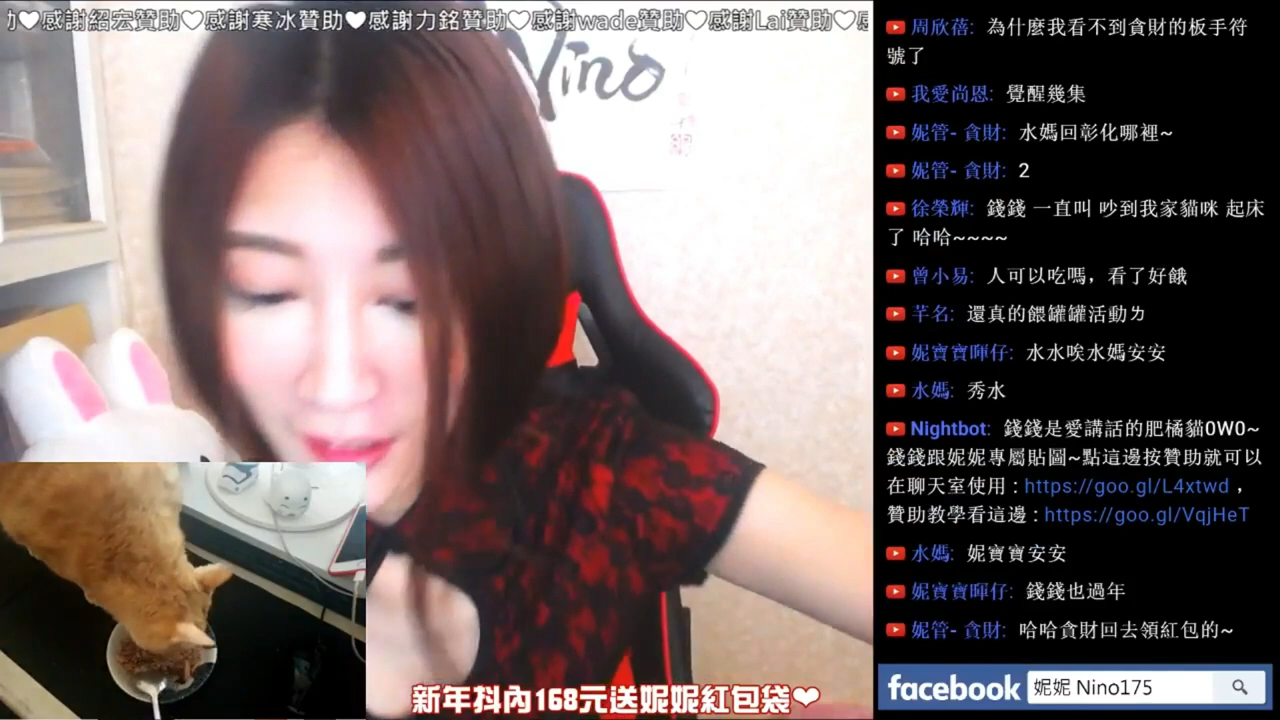 ♥感謝紹宏贊助♡感謝寒冰贊助♥感謝力銘贊助♡感謝wade贊助♡感謝Lai贊助♡
Nino
周欣蓓: 為什麼我看不到貪財的板手符
號了
我愛尚恩: 覺醒幾集
妮管- 貪財: 水媽回彰化哪裡~
妮管- 貪財: 2
徐榮輝: 錢錢 一直叫 吵到我家貓咪 起床
了 哈哈~~~~
曾小易: 人可以吃嗎，看了好餓
芊名: 還真的餵罐罐活動ㄌ
妮寶寶暉仔: 水水唉水媽安安
水媽: 秀水
Nightbot: 錢錢是愛講話的肥橘貓OWO~
錢錢跟妮妮專屬貼圖~點這邊按贊助就可以
在聊天室使用 : https://goo.gl/L4xtwd ，
贊助教學看這邊 : https://goo.gl/VqjHeT
水媽: 妮寶寶安安
妮寶寶暉仔: 錢錢也過年
妮管- 貪財: 哈哈貪財回去領紅包的~
新年抖內168元送妮妮紅包袋❤
facebook 妮妮 Nino175